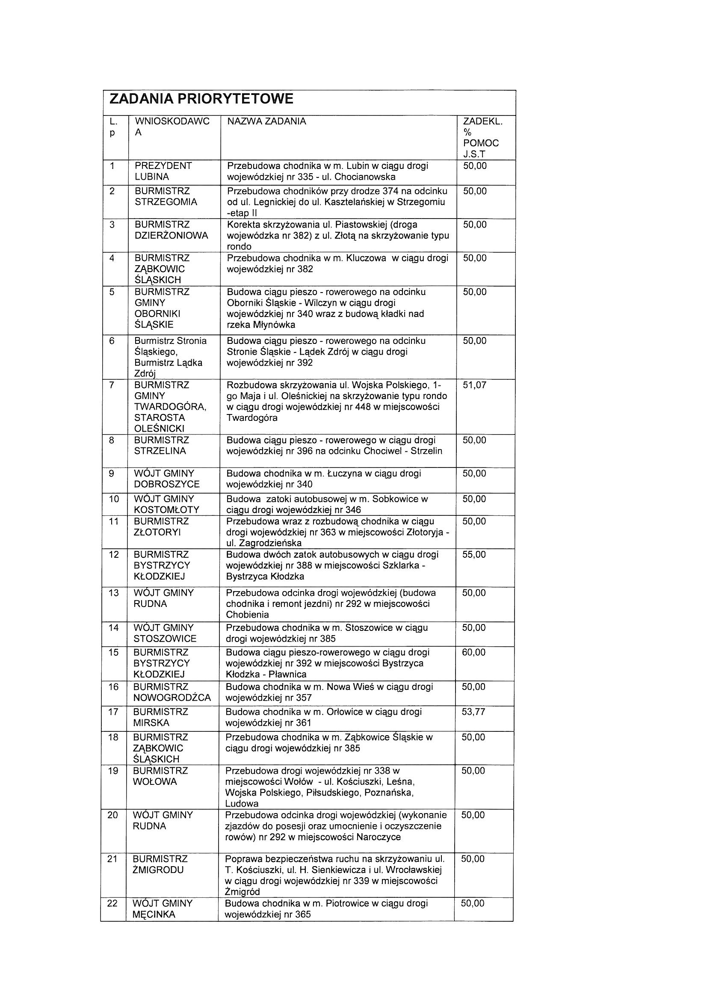 ZADANIA PRIORYTETOWE
L. WNIOSKODAWC NAZWA ZADANIA ZADEKL.
p A %
POMOC
J.S.T
1 PREZYDENT Przebudowa chodnika w m. Lubin w ciągu drogi 50,00
LUBINA wojewódzkiej nr 335 - ul. Chocianowska
2 BURMISTRZ Przebudowa chodników przy drodze 374 na odcinku 50,00
STRZEGOMIA od ul. Legnickiej do ul. Kasztelańskiej w Strzegomiu
-etap II
3 BURMISTRZ Korekta skrzyżowania ul. Piastowskiej (droga 50,00
DZIERŻONIOWA wojewódzka nr 382) z ul. Złotą na skrzyżowanie typu
rondo
4 BURMISTRZ Przebudowa chodnika w m. Kluczowa w ciągu drogi 50,00
ZĄBKOWIC wojewódzkiej nr 382
ŚLĄSKICH
5 BURMISTRZ Budowa ciągu pieszo - rowerowego na odcinku 50,00
GMINY Oborniki Śląskie - Wilczyn w ciągu drogi
OBORNIKI wojewódzkiej nr 340 wraz z budową kładki nad
ŚLĄSKIE rzeka Młynówka
6 Burmistrz Stronia Budowa ciągu pieszo - rowerowego na odcinku 50,00
Śląskiego, Stronie Śląskie - Lądek Zdrój w ciągu drogi
Burmistrz Lądka wojewódzkiej nr 392
Zdrój
7 BURMISTRZ Rozbudowa skrzyżowania ul. Wojska Polskiego, 1- 51,07
GMINY go Maja i ul. Oleśnickiej na skrzyżowanie typu rondo
TWARDOGÓRA, w ciągu drogi wojewódzkiej nr 448 w miejscowości
STAROSTA Twardogóra
OLEŚNICKI
8 BURMISTRZ Budowa ciągu pieszo - rowerowego w ciągu drogi 50,00
STRZELINA wojewódzkiej nr 396 na odcinku Chociwel - Strzelin
9 WÓJT GMINY Budowa chodnika w m. Łuczyna w ciągu drogi 50,00
DOBROSZYCE wojewódzkiej nr 340
10 WÓJT GMINY Budowa zatoki autobusowej w m. Sobkowice w 50,00
KOSTOMŁOTY ciągu drogi wojewódzkiej nr 346
11 BURMISTRZ Przebudowa wraz z rozbudową chodnika w ciągu 50,00
ZŁOTORYI drogi wojewódzkiej nr 363 w miejscowości Złotoryja -
ul. Zagrodzieńska
12 BURMISTRZ Budowa dwóch zatok autobusowych w ciągu drogi 55,00
BYSTRZYCY wojewódzkiej nr 388 w miejscowości Szklarka -
KŁODZKIEJ Bystrzyca Kłodzka
13 WÓJT GMINY Przebudowa odcinka drogi wojewódzkiej (budowa 50,00
RUDNA chodnika i remont jezdni) nr 292 w miejscowości
Chobienia
14 WÓJT GMINY Przebudowa chodnika w m. Stoszowice w ciągu 50,00
STOSZOWICE drogi wojewódzkiej nr 385
15 BURMISTRZ Budowa ciągu pieszo-rowerowego w ciągu drogi 60,00
BYSTRZYCY wojewódzkiej nr 392 w miejscowości Bystrzyca
KŁODZKIEJ Kłodzka - Pławnica
16 BURMISTRZ Budowa chodnika w m. Nowa Wieś w ciągu drogi 50,00
NOWOGRODŹCA wojewódzkiej nr 357
17 BURMISTRZ Budowa chodnika w m. Orłowice w ciągu drogi 53,77
MIRSKA wojewódzkiej nr 361
18 BURMISTRZ Przebudowa chodnika w m. Ząbkowice Śląskie w 50,00
ZĄBKOWIC ciągu drogi wojewódzkiej nr 385
ŚLĄSKICH
19 BURMISTRZ Przebudowa drogi wojewódzkiej nr 338 w 50,00
WOŁOWA miejscowości Wołów - ul. Kościuszki, Leśna,
Wojska Polskiego, Piłsudskiego, Poznańska,
Ludowa
20 WÓJT GMINY Przebudowa odcinka drogi wojewódzkiej (wykonanie 50,00
RUDNA zjazdów do posesji oraz umocnienie i oczyszczenie
rowów) nr 292 w miejscowości Naroczyce
21 BURMISTRZ Poprawa bezpieczeństwa ruchu na skrzyżowaniu ul. 50,00
ŻMIGRODU T. Kościuszki, ul. H. Sienkiewicza i ul. Wrocławskiej
w ciągu drogi wojewódzkiej nr 339 w miejscowości
Żmigród
22 WÓJT GMINY Budowa chodnika w m. Piotrowice w ciągu drogi 50,00
MĘCINKA wojewódzkiej nr 365